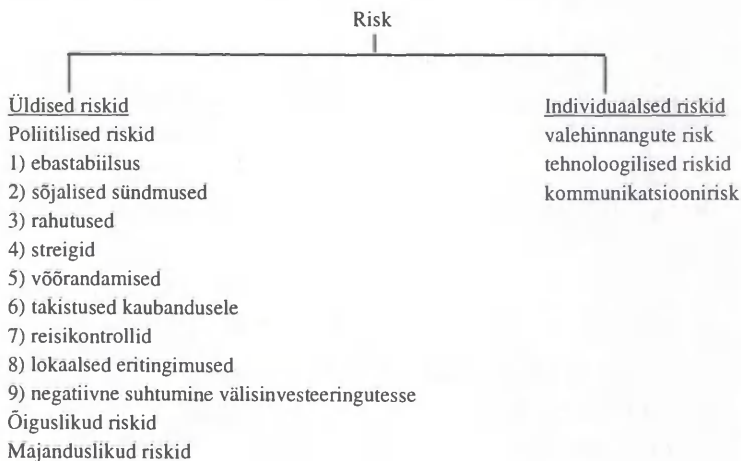 Risk
Üldised riskid
Poliitilised riskid
1) ebastabiilsus
2) sõjalised sündmused
3) rahutused
4) streigid
5) võõrandamised
6) takistused kaubandusele
7) reisikontrollid
8) lokaalsed eritingimused
9) negatiivne suhtumine välisinvesteeringutesse
Õiguslikud riskid
Majanduslikud riskid
Individuaalsed riskid
valehinnangute risk
tehnoloogilised riskid
kommunikatsioonirisk